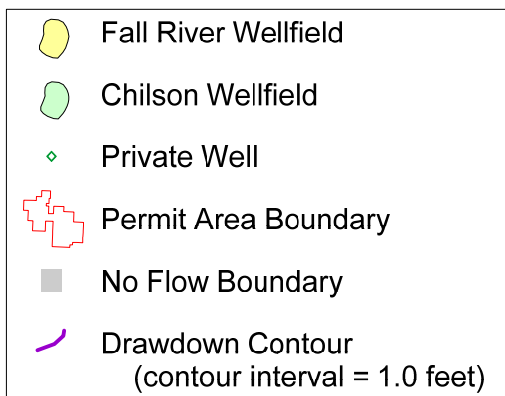 Fall River Wellfield
Chilson Wellfield
Private Well
Permit Area Boundary
No Flow Boundary
Drawdown Contour
(contour interval = 1.0 feet)